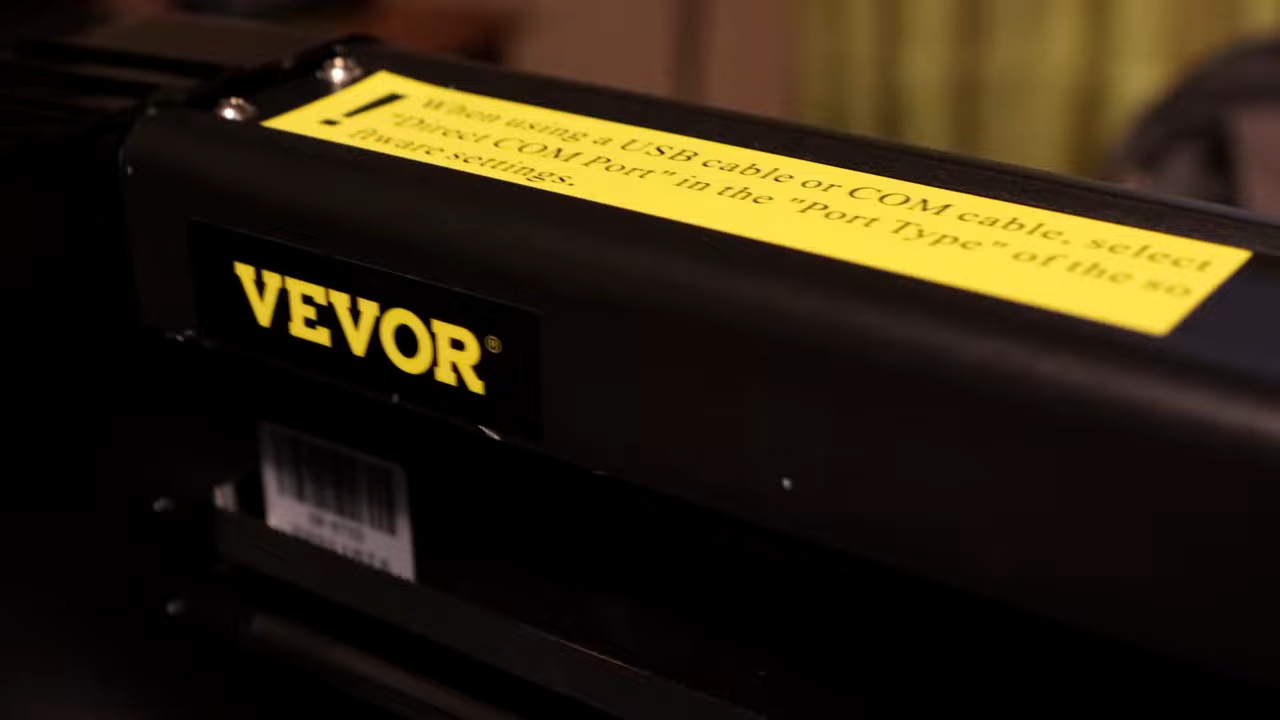 ! When using a USB cable or COM cable, select
"Direct COM Port" in the "Port Type" of the so
ftware settings.
VEVOR®